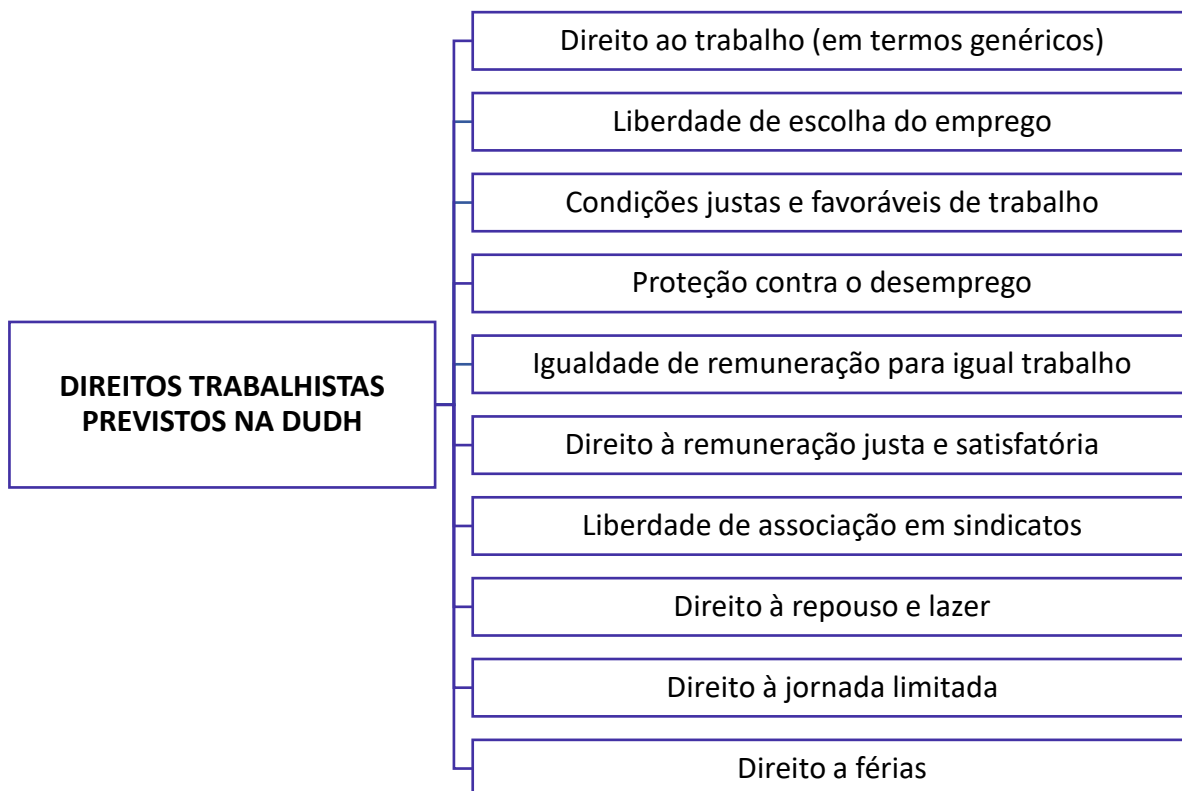 Direito ao trabalho (em termos genéricos)
Liberdade de escolha do emprego
Condições justas e favoráveis de trabalho
Proteção contra o desemprego
DIREITOS TRABALHISTAS
PREVISTOS NA DUDH
Igualdade de remuneração para igual trabalho
Direito à remuneração justa e satisfatória
Liberdade de associação em sindicatos
Direito à repouso e lazer
Direito à jornada limitada
Direito a férias